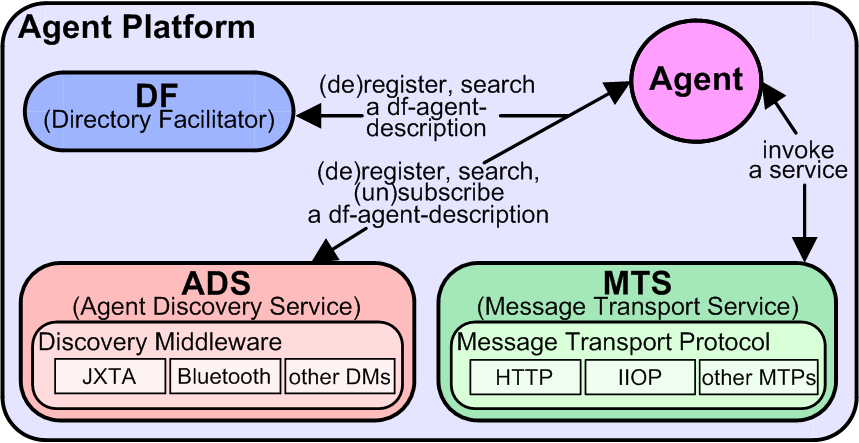 Agent Platform
DF
(Directory Facilitator)
(de)register, search
a df-agent-
description
Agent
(de)register, search,
(un)subscribe
a df-agent-description
invoke
a service
ADS
(Agent Discovery Service)
Discovery Middleware
JXTA
Bluetooth
other DMs
MTS
(Message Transport Service)
Message Transport Protocol
HTTP
IIOP
other MTPs